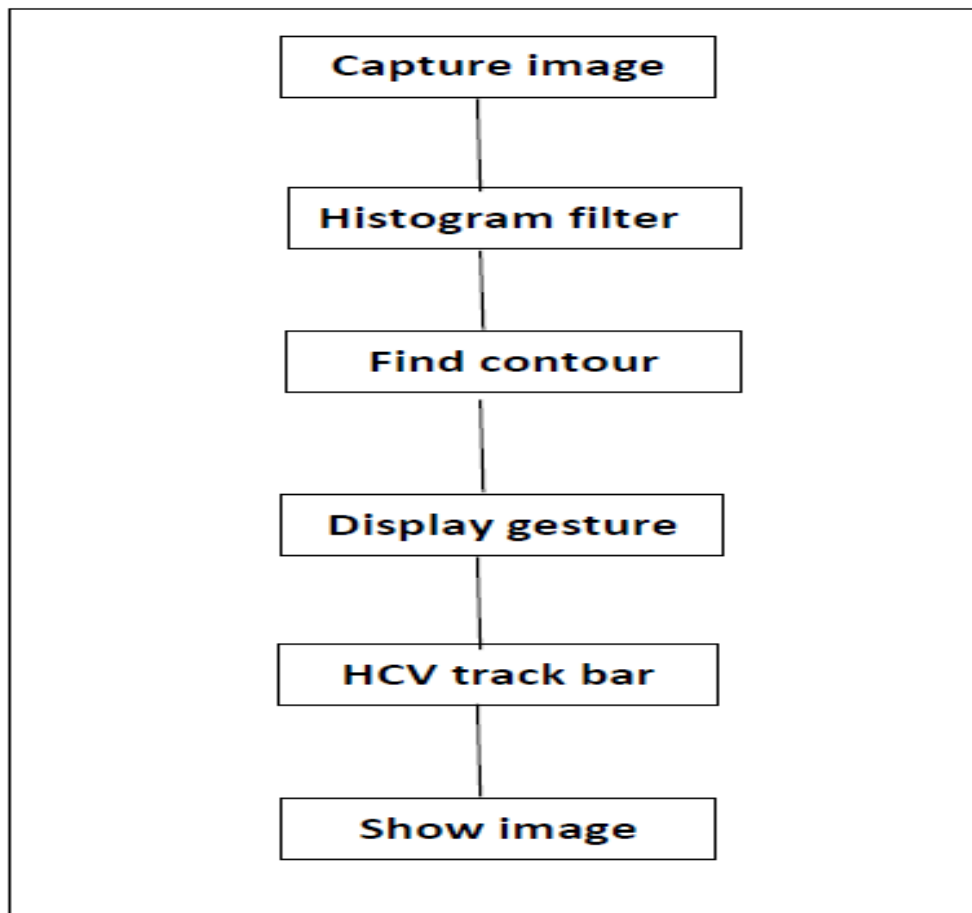 Capture image
Histogram filter
Find contour
Display gesture
HCV track bar
Show image